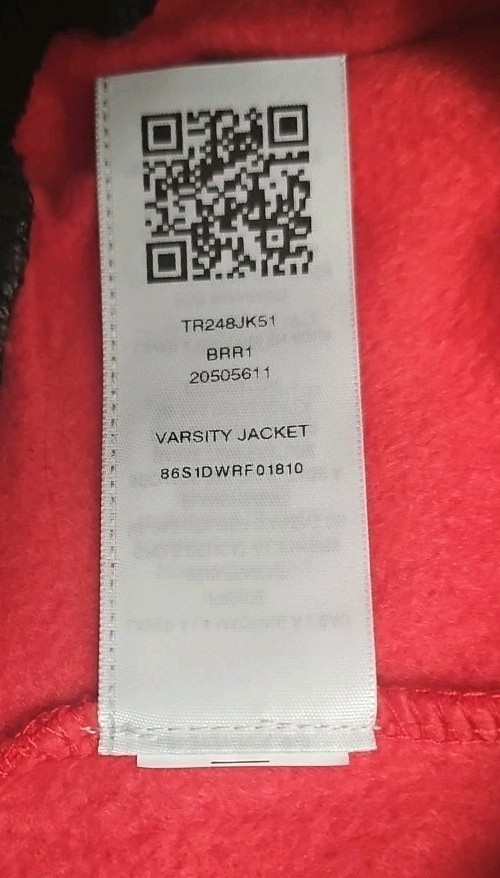 TR248JK51
BRR1
20505611
VARSITY JACKET
86S1DWRF01810